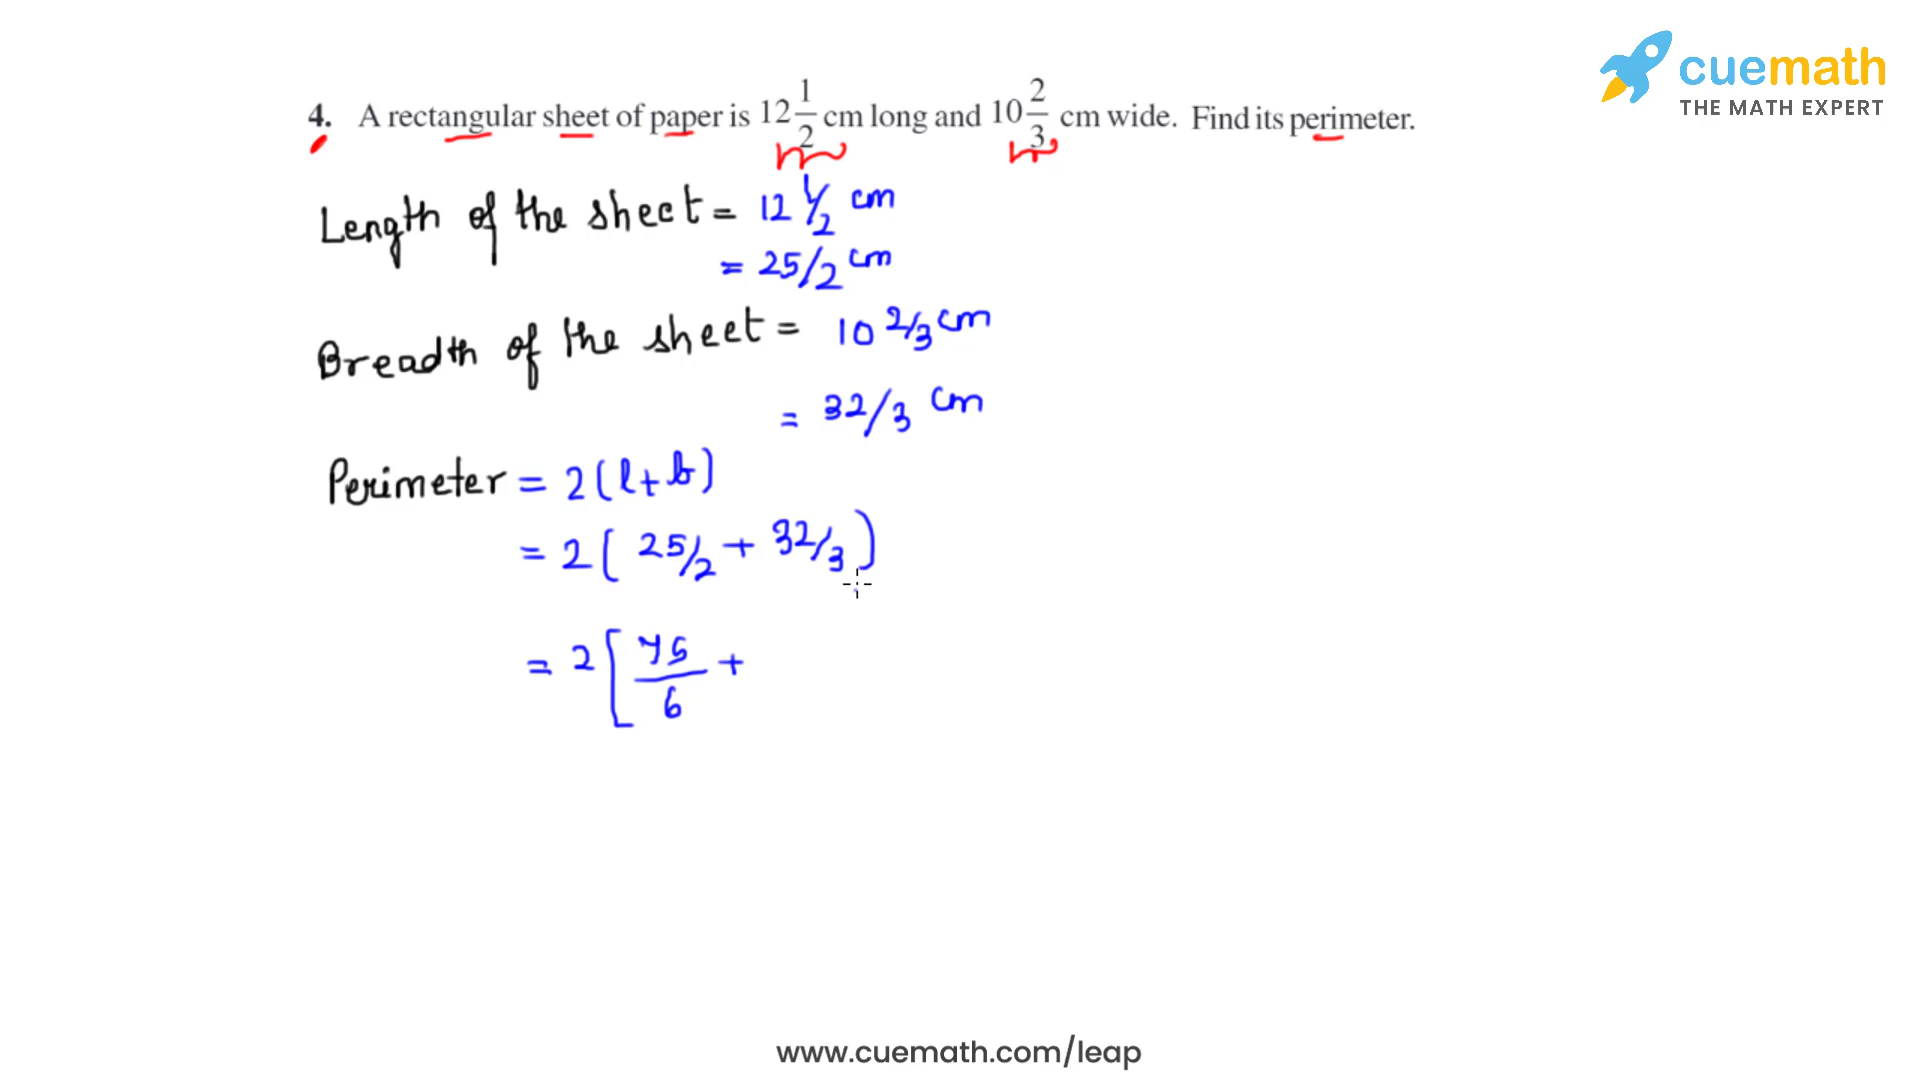 cuemath
THE MATH EXPERT
4. A rectangular sheet of paper is 12 1/2 cm long and 10 2/3 cm wide. Find its perimeter.
Length of the sheet = 12 1/2 cm
= 25/2 cm
Breadth of the sheet = 10 2/3 cm
= 32/3 cm
Perimeter = 2(l+b)
= 2( 25/2 + 32/3 )
= 2[ 75/6 +
www.cuemath.com/leap